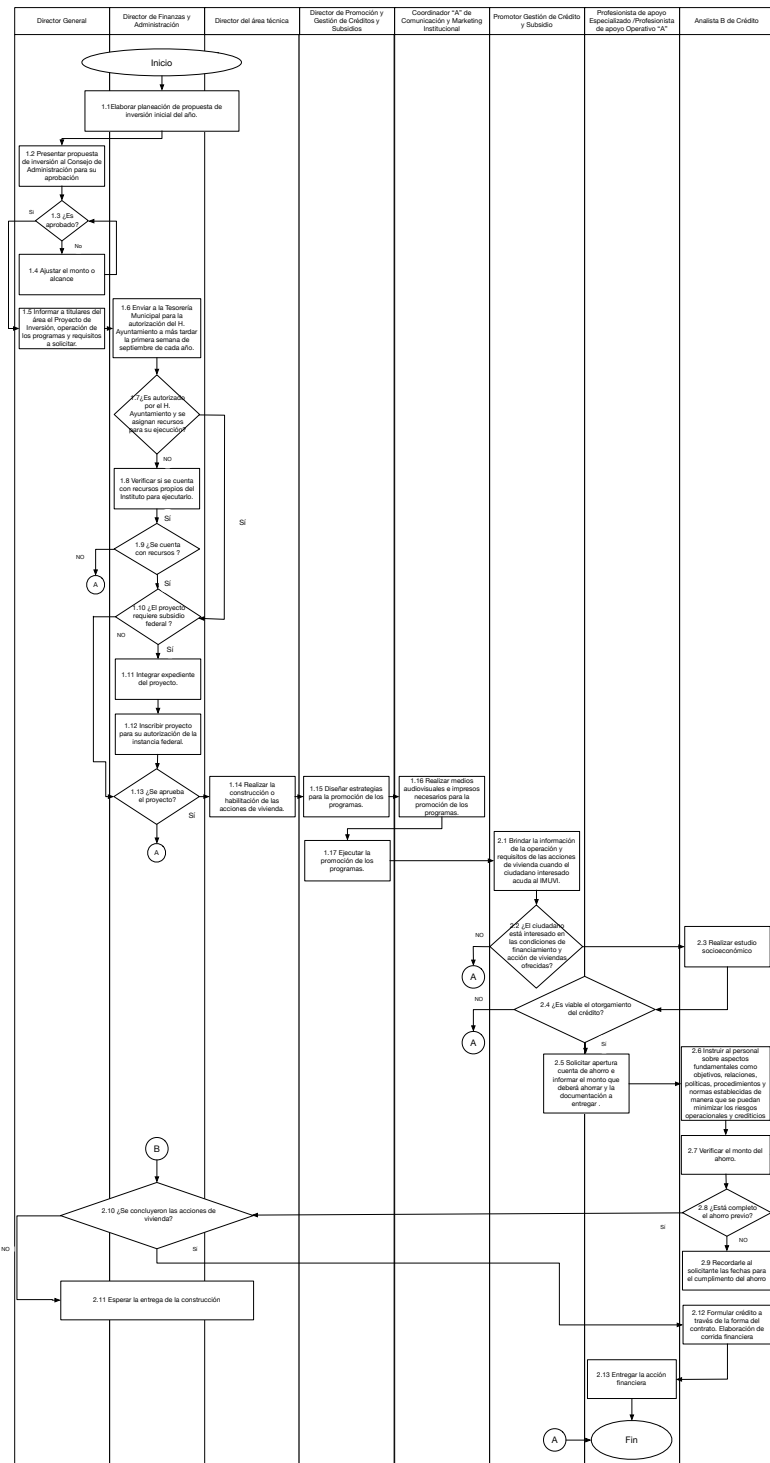 Director General
Director de Finanzas y
Administración
Director del área técnica
Director de Promoción y
Gestión de Créditos y
Subsidios
Coordinador "A" de
Comunicación y Marketing
Institucional
Promotor Gestión de Crédito
y Subsidio
Profesionista de apoyo
Especializado /Profesionista
de apoyo Operativo "A"
Analista B de Crédito
Inicio
1.1Elaborar planeación de propuesta de
inversión inicial del año.
1.2 Presentar propuesta
de inversión al Consejo de
Administración para su
aprobación
Sí
1.3 ¿Es
aprobado?
No
1.4 Ajustar el monto o
alcance
1.5 Informar a titulares del
área el Proyecto de
Inversión, operación de
los programas y requisitos
a solicitar.
1.6 Enviar a la Tesorería
Municipal para la
autorización del H.
Ayuntamiento a más tardar
la primera semana de
septiembre de cada año.
1.7¿Es autorizado
por el H.
Ayuntamiento y se
asignan recursos
para su ejecución?
NO
1.8 Verificar si se cuenta
con recursos propios del
Instituto para ejecutarlo.
Sí
Sí
1.9 ¿Se cuenta
con recursos ?
NO
A
Sí
1.10 ¿El proyecto
requiere subsidio
federal ?
NO
Sí
1.11 Integrar expediente
del proyecto.
1.12 Inscribir proyecto
para su autorización de la
instancia federal.
1.13 ¿Se aprueba
el proyecto?
Sí
A
1.14 Realizar la
construcción o
habilitación de las
acciones de vivienda.
1.15 Diseñar estrategias
para la promoción de los
programas.
1.16 Realizar medios
audiovisuales e impresos
necesarios para la
promoción de los
programas.
1.17 Ejecutar la
promoción de los
programas.
2.1 Brindar la información
de la operación y
requisitos de las acciones
de vivienda cuando el
ciudadano interesado
acuda al IMUVI.
NO
2.2 ¿El ciudadano
está interesado en
las condiciones de
financiamiento y
acción de viviendas
ofrecidas?
A
2.3 Realizar estudio
socioeconómico
NO
2.4 ¿Es viable el otorgamiento
del crédito?
A
Sí
2.5 Solicitar apertura
cuenta de ahorro e
informar el monto que
deberá ahorrar y la
documentación a
entregar .
2.6 Instruir al personal
sobre aspectos
fundamentales como
objetivos, relaciones,
políticas, procedimientos y
normas establecidas de
manera que se puedan
minimizar los riesgos
operacionales y crediticios
2.7 Verificar el monto del
ahorro.
B
2.8 ¿Está completo
el ahorro previo?
Sí
NO
2.9 Recordarle al
solicitante las fechas para
el cumplimento del ahorro
2.10 ¿Se concluyeron las acciones de
vivienda?
NO
Sí
2.11 Esperar la entrega de la construcción
2.12 Formular crédito a
través de la forma del
contrato. Elaboración de
corrida financiera
2.13 Entregar la acción
financiera
A
Fin